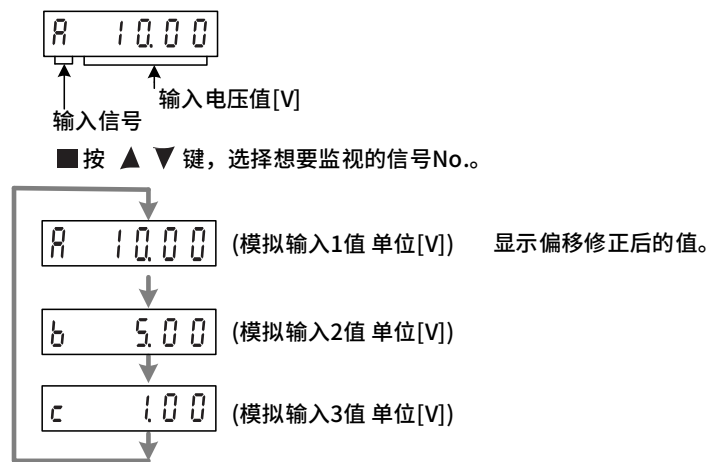 A 10.00
输入电压值[V]
输入信号
■按 ▲ ▼ 键，选择想要监视的信号No.。
A 10.00 (模拟输入1值 单位[V]) 显示偏移修正后的值。
b 5.00 (模拟输入2值 单位[V])
c 1.00 (模拟输入3值 单位[V])